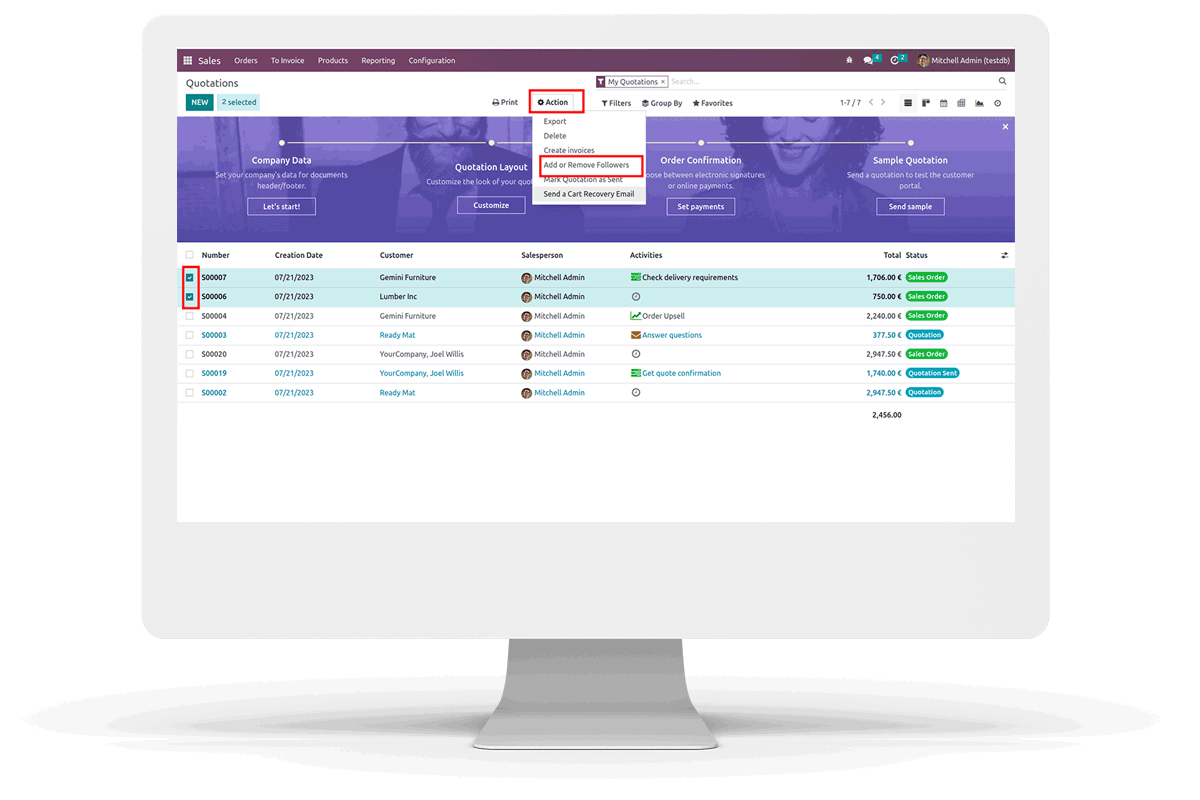 Sales Orders To Invoice Products Reporting Configuration 4 2 Mitchell Admin (testdb)
Quotations My Quotations × Search...
NEW 2 selected Print Action Filters Group By Favorites 1-7 / 7
Export
Delete
Create invoices
Add or Remove Followers
Mark Quotation as Sent
Send a Cart Recovery Email
Company Data
Set your company's data for documents
header/footer.
Let's start!
Quotation Layout
Customize the look of your
Customize
Order Confirmation
between electronic signatures
or online payments.
Set payments
Sample Quotation
Send a quotation to test the customer
portal.
Send sample
Number Creation Date Customer Salesperson Activities Total Status
S00007 07/21/2023 Gemini Furniture Mitchell Admin Check delivery requirements 1,706.00 € Sales Order
S00006 07/21/2023 Lumber Inc Mitchell Admin 750.00 € Sales Order
S00004 07/21/2023 Gemini Furniture Mitchell Admin Order Upsell 2,240.00 € Sales Order
S00003 07/21/2023 Ready Mat Mitchell Admin Answer questions 377.50 € Quotation
S00020 07/21/2023 YourCompany, Joel Willis Mitchell Admin 2,947.50 € Sales Order
S00019 07/21/2023 YourCompany, Joel Willis Mitchell Admin Get quote confirmation 1,740.00 € Quotation Sent
S00002 07/21/2023 Ready Mat Mitchell Admin 2,947.50 € Quotation
2,456.00